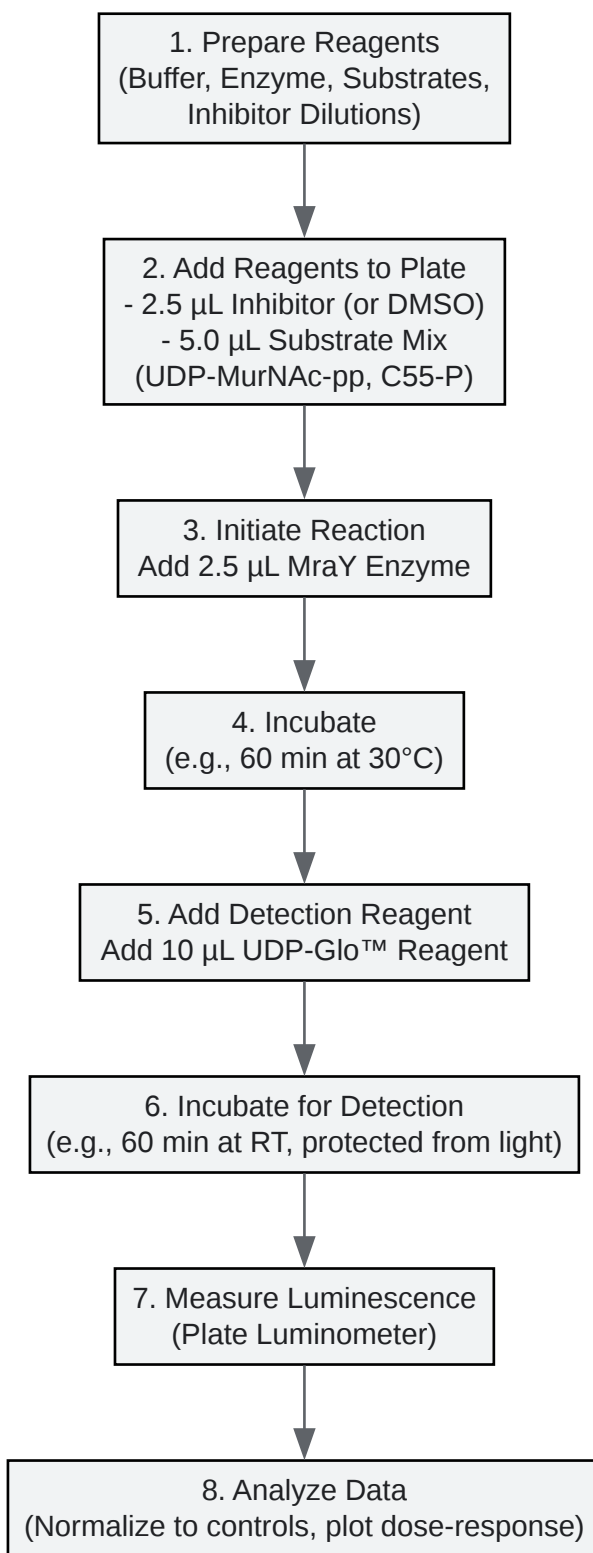 1. Prepare Reagents
(Buffer, Enzyme, Substrates,
Inhibitor Dilutions)
2. Add Reagents to Plate
- 2.5 µL Inhibitor (or DMSO)
- 5.0 µL Substrate Mix
(UDP-MurNAc-pp, C55-P)
3. Initiate Reaction
Add 2.5 µL MraY Enzyme
4. Incubate
(e.g., 60 min at 30°C)
5. Add Detection Reagent
Add 10 µL UDP-Glo™ Reagent
6. Incubate for Detection
(e.g., 60 min at RT, protected from light)
7. Measure Luminescence
(Plate Luminometer)
8. Analyze Data
(Normalize to controls, plot dose-response)